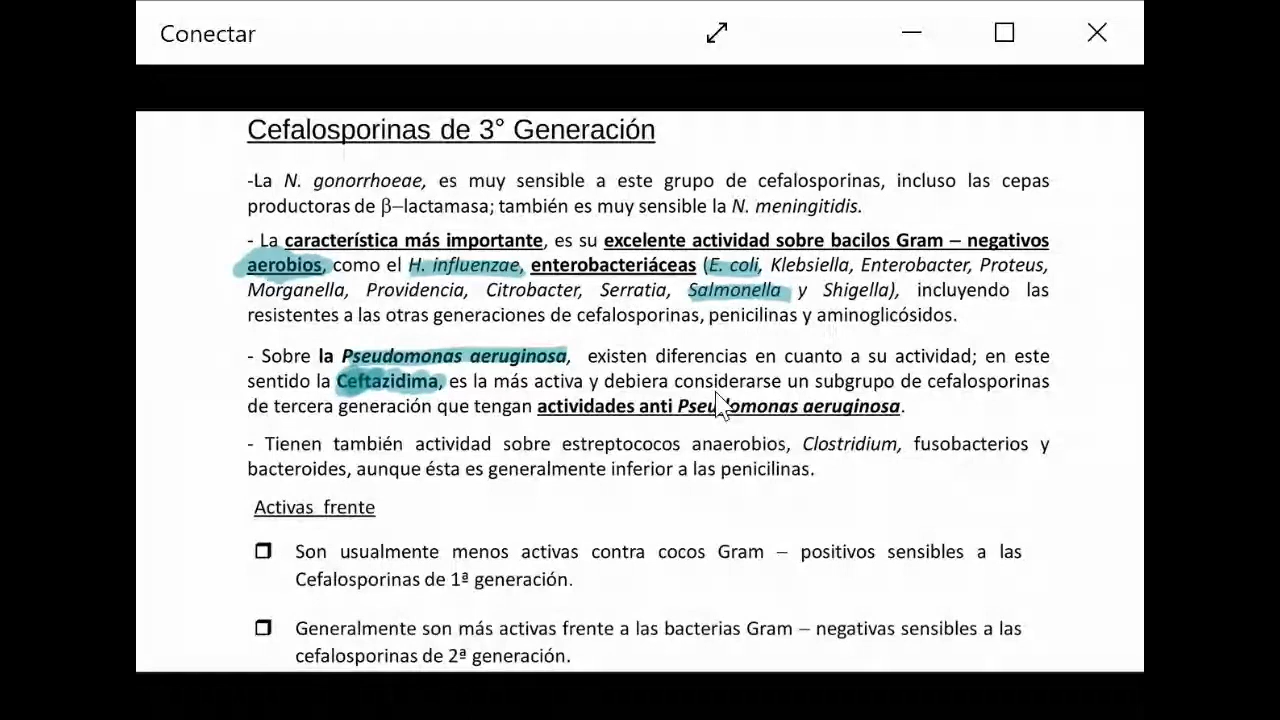 Conectar
Cefalosporinas de 3° Generación
-La N. gonorrhoeae, es muy sensible a este grupo de cefalosporinas, incluso las cepas
productoras de β–lactamasa; también es muy sensible la N. meningitidis.
- La característica más importante, es su excelente actividad sobre bacilos Gram – negativos
aerobios, como el H. influenzae, enterobacteriáceas (E. coli, Klebsiella, Enterobacter, Proteus,
Morganella, Providencia, Citrobacter, Serratia, Salmonella y Shigella), incluyendo las
resistentes a las otras generaciones de cefalosporinas, penicilinas y aminoglicósidos.
- Sobre la Pseudomonas aeruginosa, existen diferencias en cuanto a su actividad; en este
sentido la Ceftazidima, es la más activa y debiera considerarse un subgrupo de cefalosporinas
de tercera generación que tengan actividades anti Pseudomonas aeruginosa.
- Tienen también actividad sobre estreptococos anaerobios, Clostridium, fusobacterios y
bacteroides, aunque ésta es generalmente inferior a las penicilinas.
Activas frente
Son usualmente menos activas contra cocos Gram – positivos sensibles a las
Cefalosporinas de 1ª generación.
Generalmente son más activas frente a las bacterias Gram – negativas sensibles a las
cefalosporinas de 2ª generación.